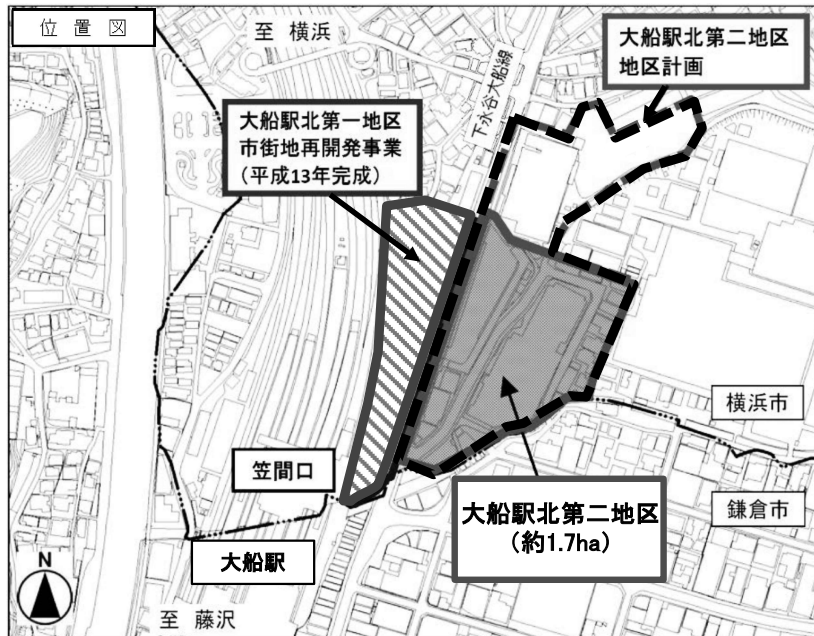 位置図
至 横浜
大船駅北第二地区
地区計画
下永谷大船線
大船駅北第一地区
市街地再開発事業
(平成13年完成)
横浜市
笠間口
大船駅北第二地区
(約1.7ha)
鎌倉市
大船駅
N
至 藤沢